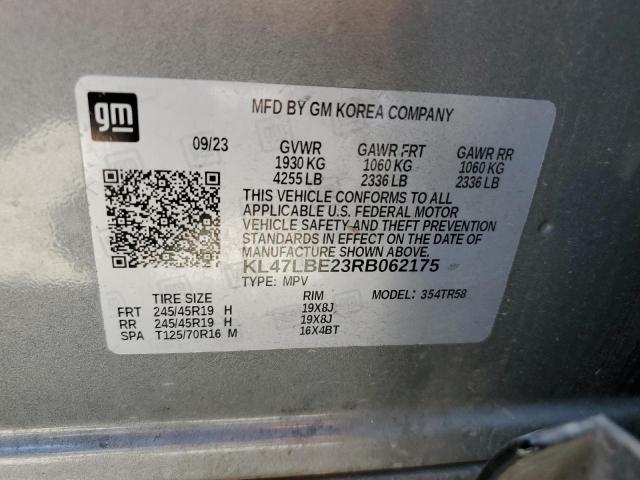 gm
MFD BY GM KOREA COMPANY
09/23 GVWR GAWR FRT GAWR RR
1930 KG 1060 KG 1060 KG
4255 LB 2336 LB 2336 LB
THIS VEHICLE CONFORMS TO ALL
APPLICABLE U.S. FEDERAL MOTOR
VEHICLE SAFETY AND THEFT PREVENTION
STANDARDS IN EFFECT ON THE DATE OF
MANUFACTURE SHOWN ABOVE.
KL47LBE23RB062175
TYPE: MPV MODEL: 354TR58
TIRE SIZE RIM
FRT 245/45R19 H 19X8J
RR 245/45R19 H 19X8J
SPA T125/70R16 M 16X4BT